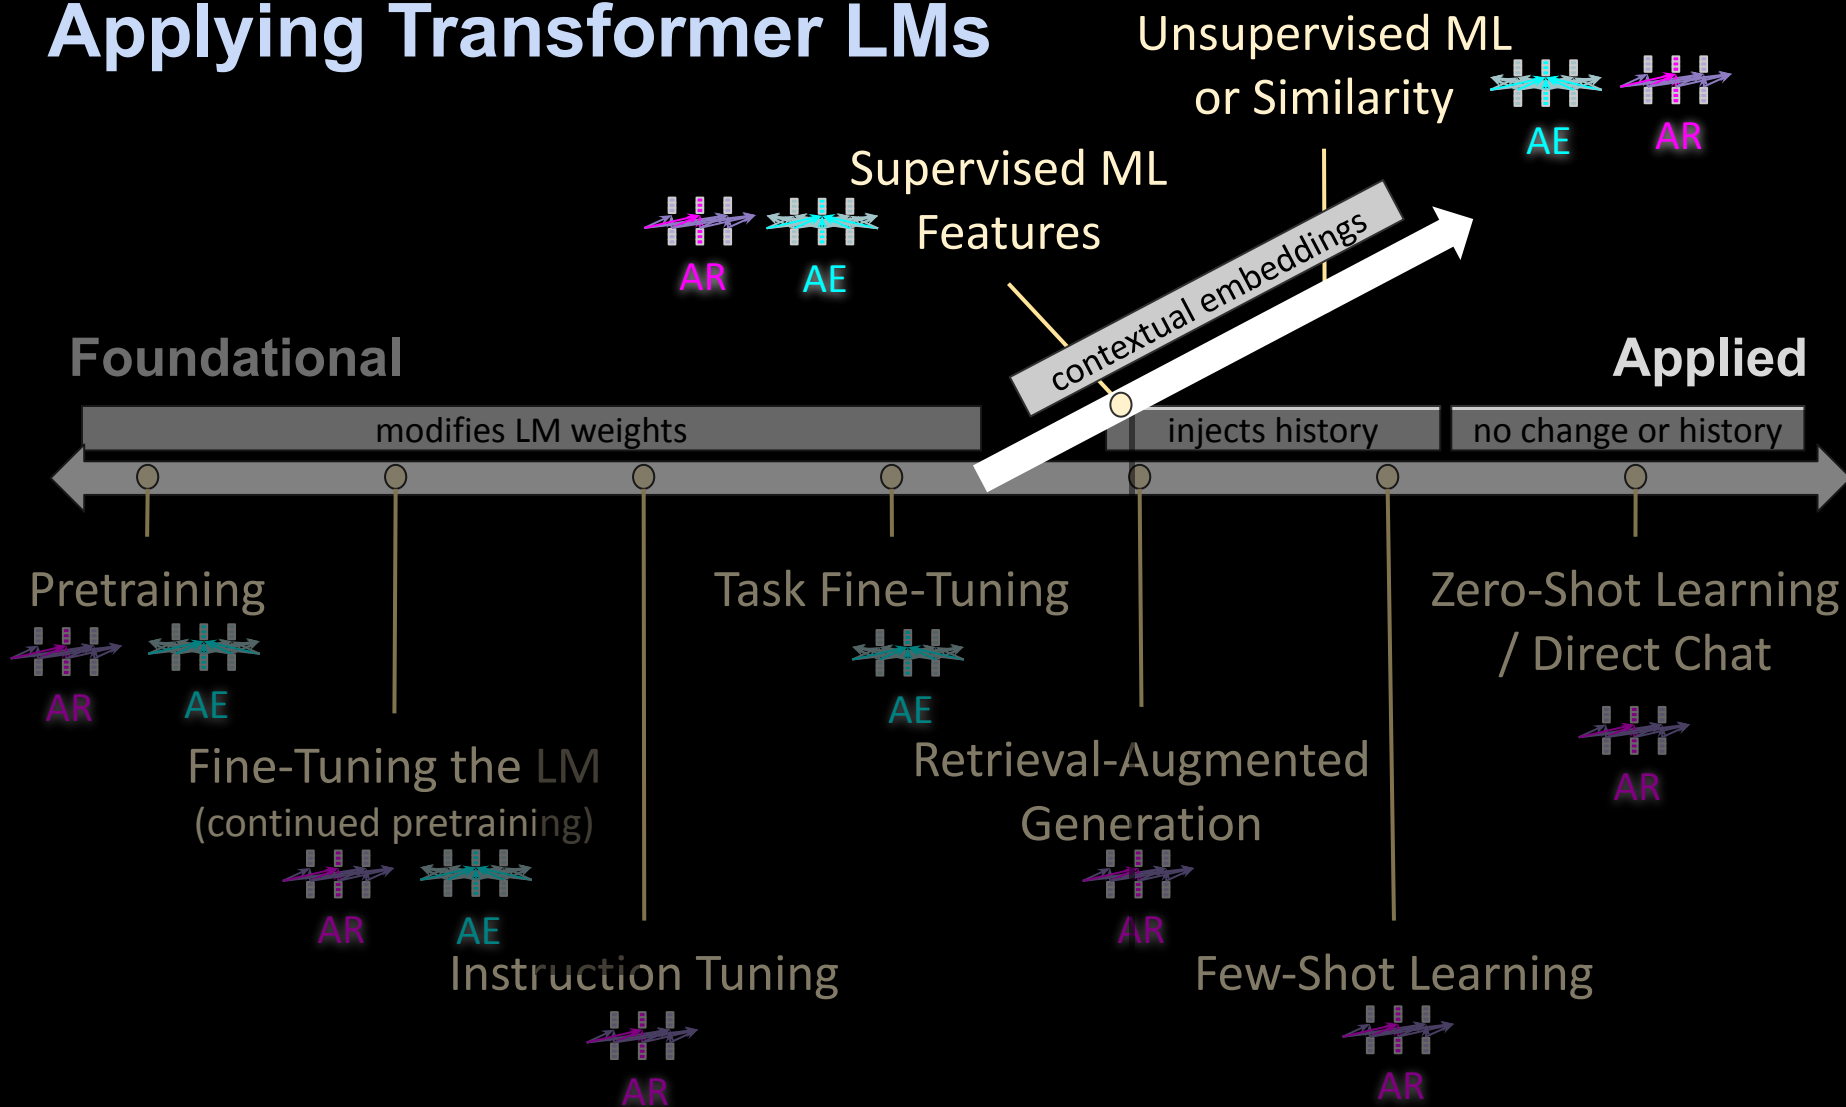 Applying Transformer LMs
Unsupervised ML
or Similarity
AE AR
Supervised ML
Features
AR AE
contextual embeddings
Foundational
Applied
modifies LM weights
injects history
no change or history
Pretraining
AR AE
Task Fine-Tuning
AE
Zero-Shot Learning
/ Direct Chat
AR
Fine-Tuning the LM
(continued pretraining)
AR AE
Retrieval-Augmented
Generation
AR
Instruction Tuning
AR
Few-Shot Learning
AR